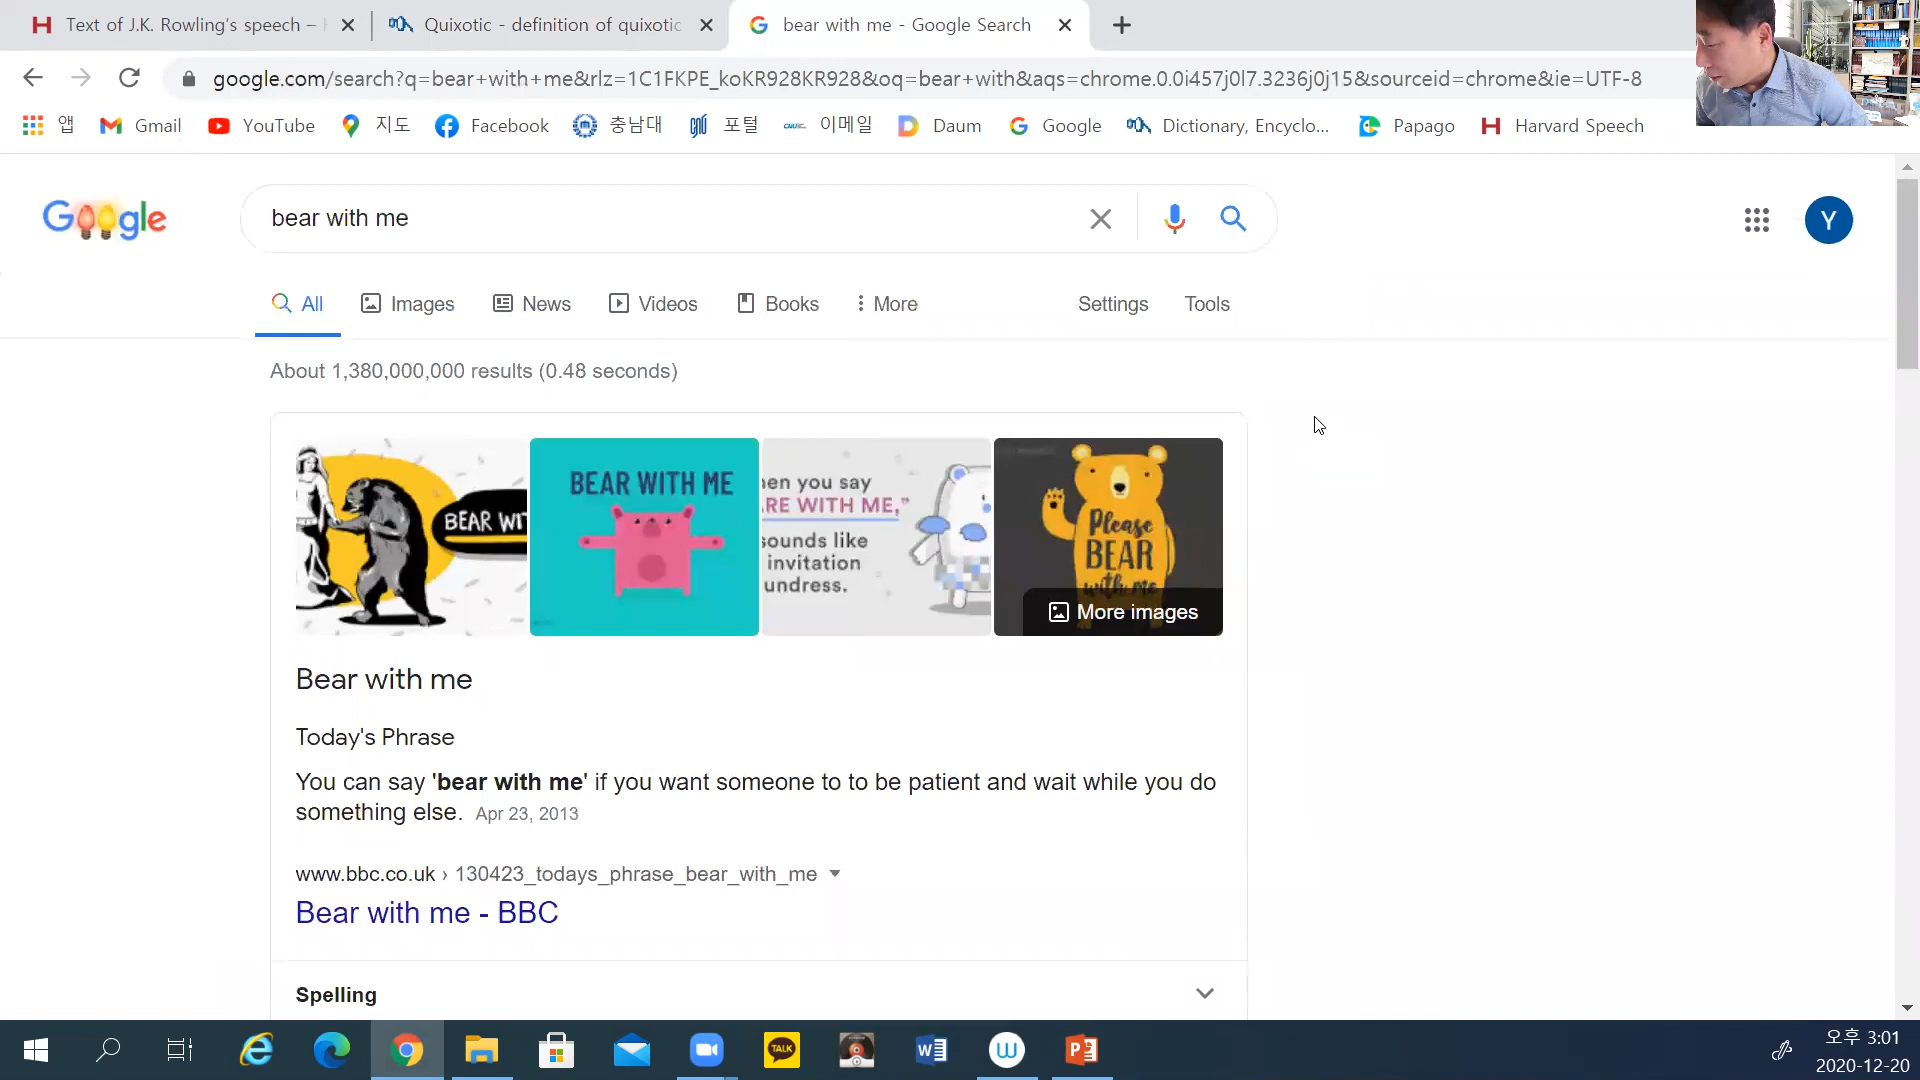 Text of J.K. Rowling's speech –
Quixotic - definition of quixotic
bear with me - Google Search
google.com/search?q=bear+with+me&rlz=1C1FKPE_koKR928KR928&oq=bear+with&aqs=chrome.0.0i457j0l7.3236j0j15&sourceid=chrome&ie=UTF-8
앱 Gmail YouTube 지도 Facebook 충남대 포털 이메일 Daum Google Dictionary, Encyclo... Papago Harvard Speech
Google
bear with me
Y
All Images News Videos Books More Settings Tools
About 1,380,000,000 results (0.48 seconds)
BEAR WIT
BEAR WITH ME
hen you say
RE WITH ME,"
sounds like
invitation
undress.
Please
BEAR
with me
More images
Bear with me
Today's Phrase
You can say 'bear with me' if you want someone to to be patient and wait while you do
something else. Apr 23, 2013
www.bbc.co.uk › 130423_todays_phrase_bear_with_me
Bear with me - BBC
Spelling
TALK
오후 3:01
2020-12-20